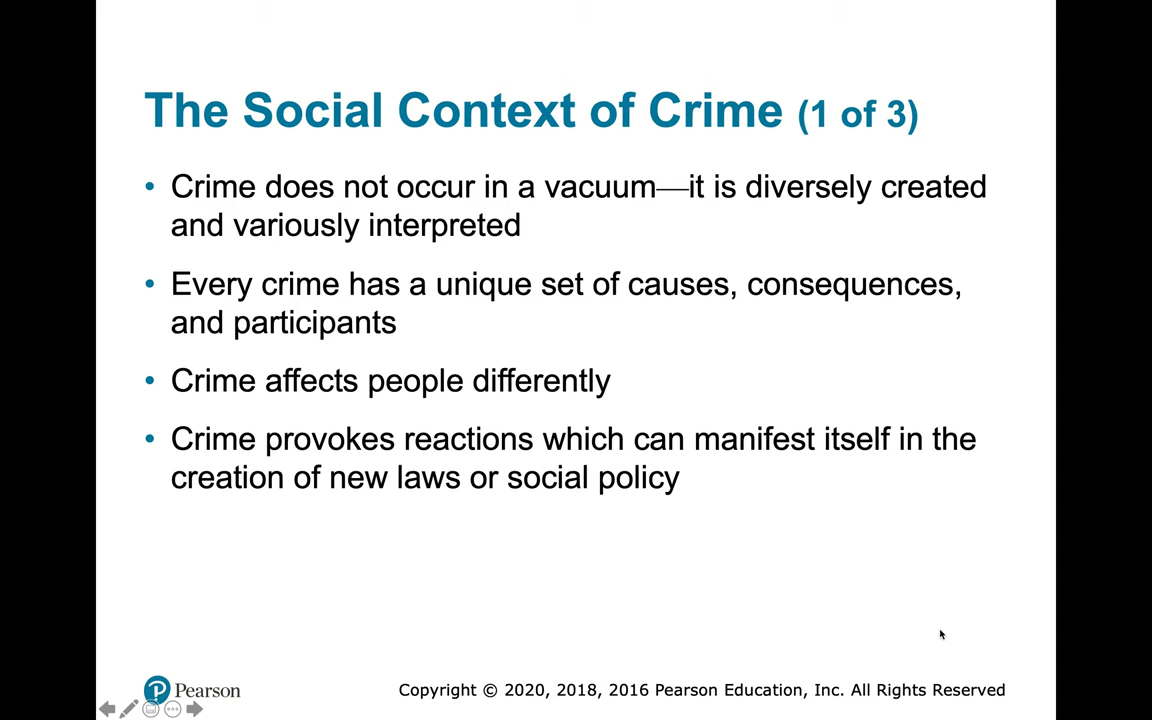 The Social Context of Crime (1 of 3)
• Crime does not occur in a vacuum—it is diversely created
and variously interpreted
• Every crime has a unique set of causes, consequences,
and participants
• Crime affects people differently
• Crime provokes reactions which can manifest itself in the
creation of new laws or social policy
Pearson
Copyright © 2020, 2018, 2016 Pearson Education, Inc. All Rights Reserved